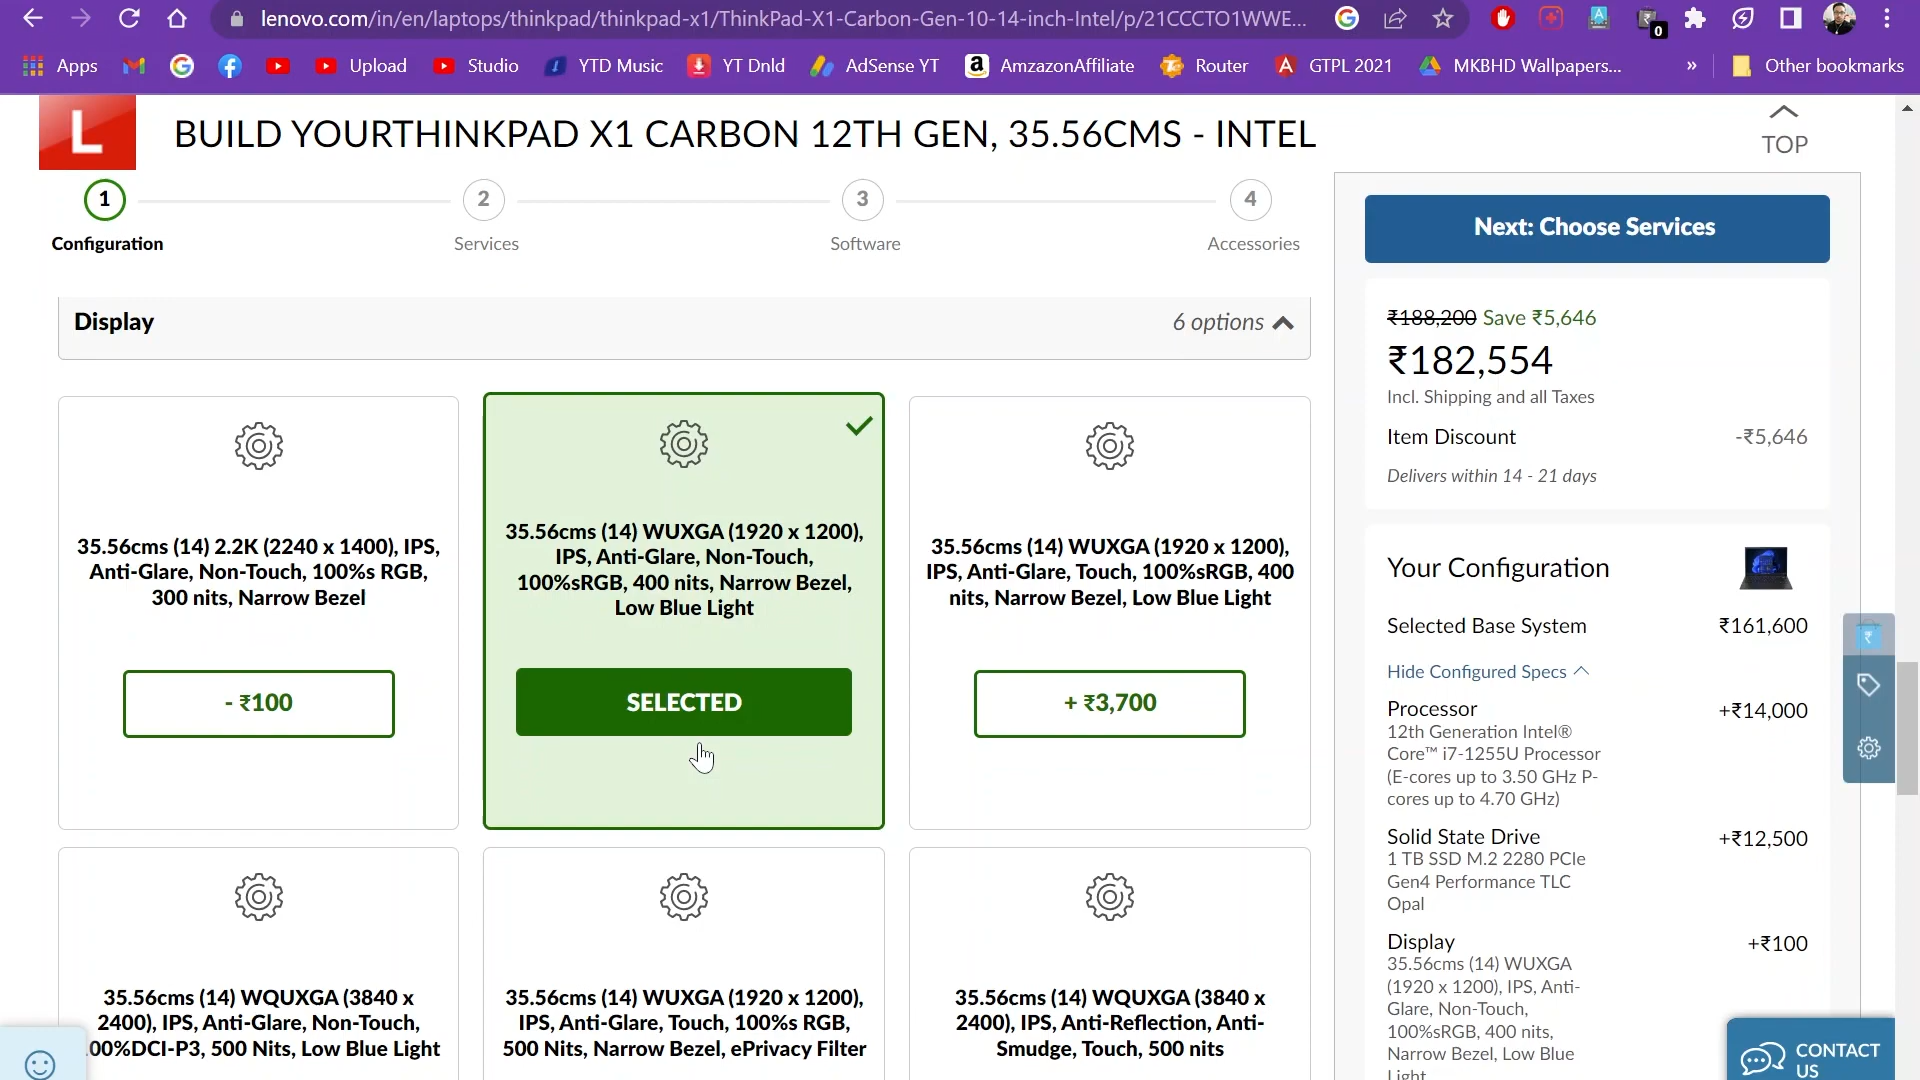 lenovo.com/in/en/laptops/thinkpad/thinkpad-x1/ThinkPad-X1-Carbon-Gen-10-14-inch-Intel/p/21CCCTO1WWE...
0
Apps
Upload
Studio
YTD Music
YT Dnld
AdSense YT
AmzazonAffiliate
Router
GTPL 2021
MKBHD Wallpapers...
»
Other bookmarks
L
BUILD YOURTHINKPAD X1 CARBON 12TH GEN, 35.56CMS - INTEL
TOP
1
2
3
4
Configuration
Services
Software
Accessories
Display
6 options
35.56cms (14) 2.2K (2240 x 1400), IPS,
Anti-Glare, Non-Touch, 100%s RGB,
300 nits, Narrow Bezel
- ₹100
35.56cms (14) WUXGA (1920 x 1200),
IPS, Anti-Glare, Non-Touch,
100%sRGB, 400 nits, Narrow Bezel,
Low Blue Light
SELECTED
35.56cms (14) WUXGA (1920 x 1200),
IPS, Anti-Glare, Touch, 100%sRGB, 400
nits, Narrow Bezel, Low Blue Light
+ ₹3,700
35.56cms (14) WQUXGA (3840 x
2400), IPS, Anti-Glare, Non-Touch,
00%DCI-P3, 500 Nits, Low Blue Light
35.56cms (14) WUXGA (1920 x 1200),
IPS, Anti-Glare, Touch, 100%s RGB,
500 Nits, Narrow Bezel, ePrivacy Filter
35.56cms (14) WQUXGA (3840 x
2400), IPS, Anti-Reflection, Anti-
Smudge, Touch, 500 nits
Next: Choose Services
₹188,200 Save ₹5,646
₹182,554
Incl. Shipping and all Taxes
Item Discount -₹5,646
Delivers within 14 - 21 days
Your Configuration
Selected Base System ₹161,600
Hide Configured Specs
Processor +₹14,000
12th Generation Intel®
Core™ i7-1255U Processor
(E-cores up to 3.50 GHz P-
cores up to 4.70 GHz)
Solid State Drive +₹12,500
1 TB SSD M.2 2280 PCIe
Gen4 Performance TLC
Opal
Display +₹100
35.56cms (14) WUXGA
(1920 x 1200), IPS, Anti-
Glare, Non-Touch,
100%sRGB, 400 nits,
Narrow Bezel, Low Blue
Light
₹
CONTACT
US